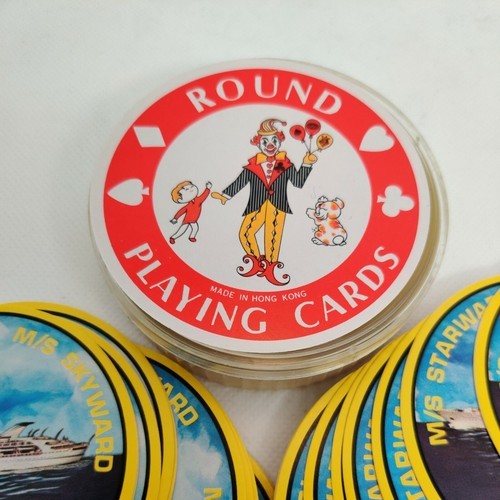 ROUND
PLAYING CARDS
MADE IN HONG KONG
M/S SKYWARD
M/S STARWARD